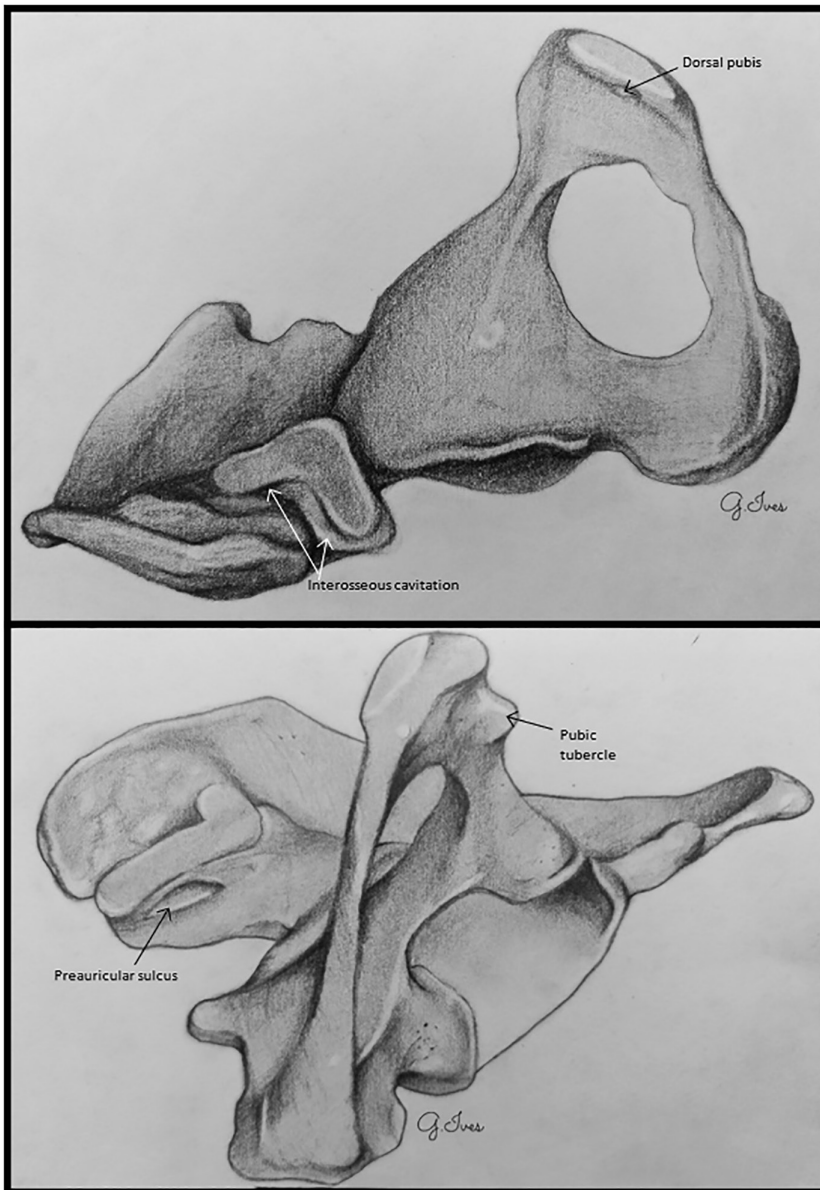 Dorsal pubis
G. Ives
Interosseous cavitation
Pubic
tubercle
Preauricular sulcus
G. Ives